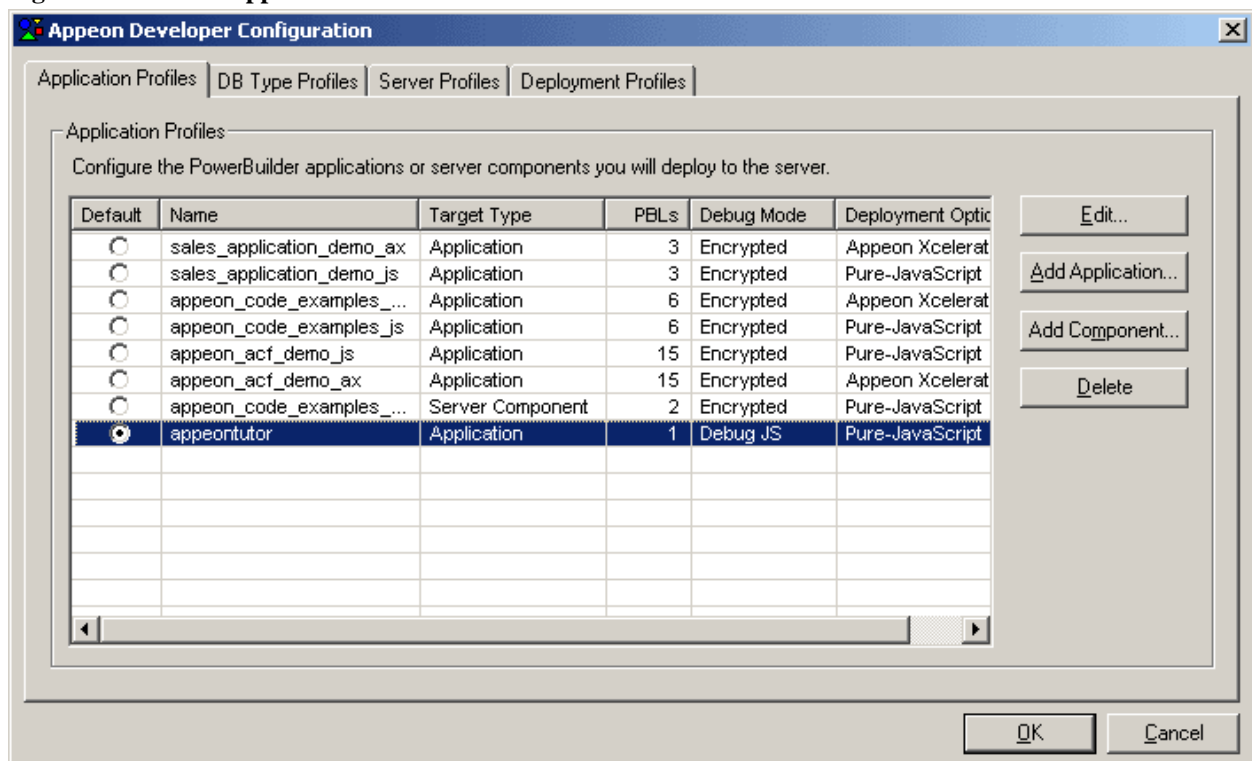 Appeon Developer Configuration
Application Profiles DB Type Profiles Server Profiles Deployment Profiles
Application Profiles
Configure the PowerBuilder applications or server components you will deploy to the server.
Default Name Target Type PBLs Debug Mode Deployment Optic
sales_application_demo_ax Application 3 Encrypted Appeon Xcelerat
sales_application_demo_js Application 3 Encrypted Pure-JavaScript
appeon_code_examples_... Application 6 Encrypted Appeon Xcelerat
appeon_code_examples_js Application 6 Encrypted Pure-JavaScript
appeon_acf_demo_js Application 15 Encrypted Pure-JavaScript
appeon_acf_demo_ax Application 15 Encrypted Appeon Xcelerat
appeon_code_examples_... Server Component 2 Encrypted Pure-JavaScript
appeontutor Application 1 Debug JS Pure-JavaScript
Edit...
Add Application...
Add Component...
Delete
OK Cancel